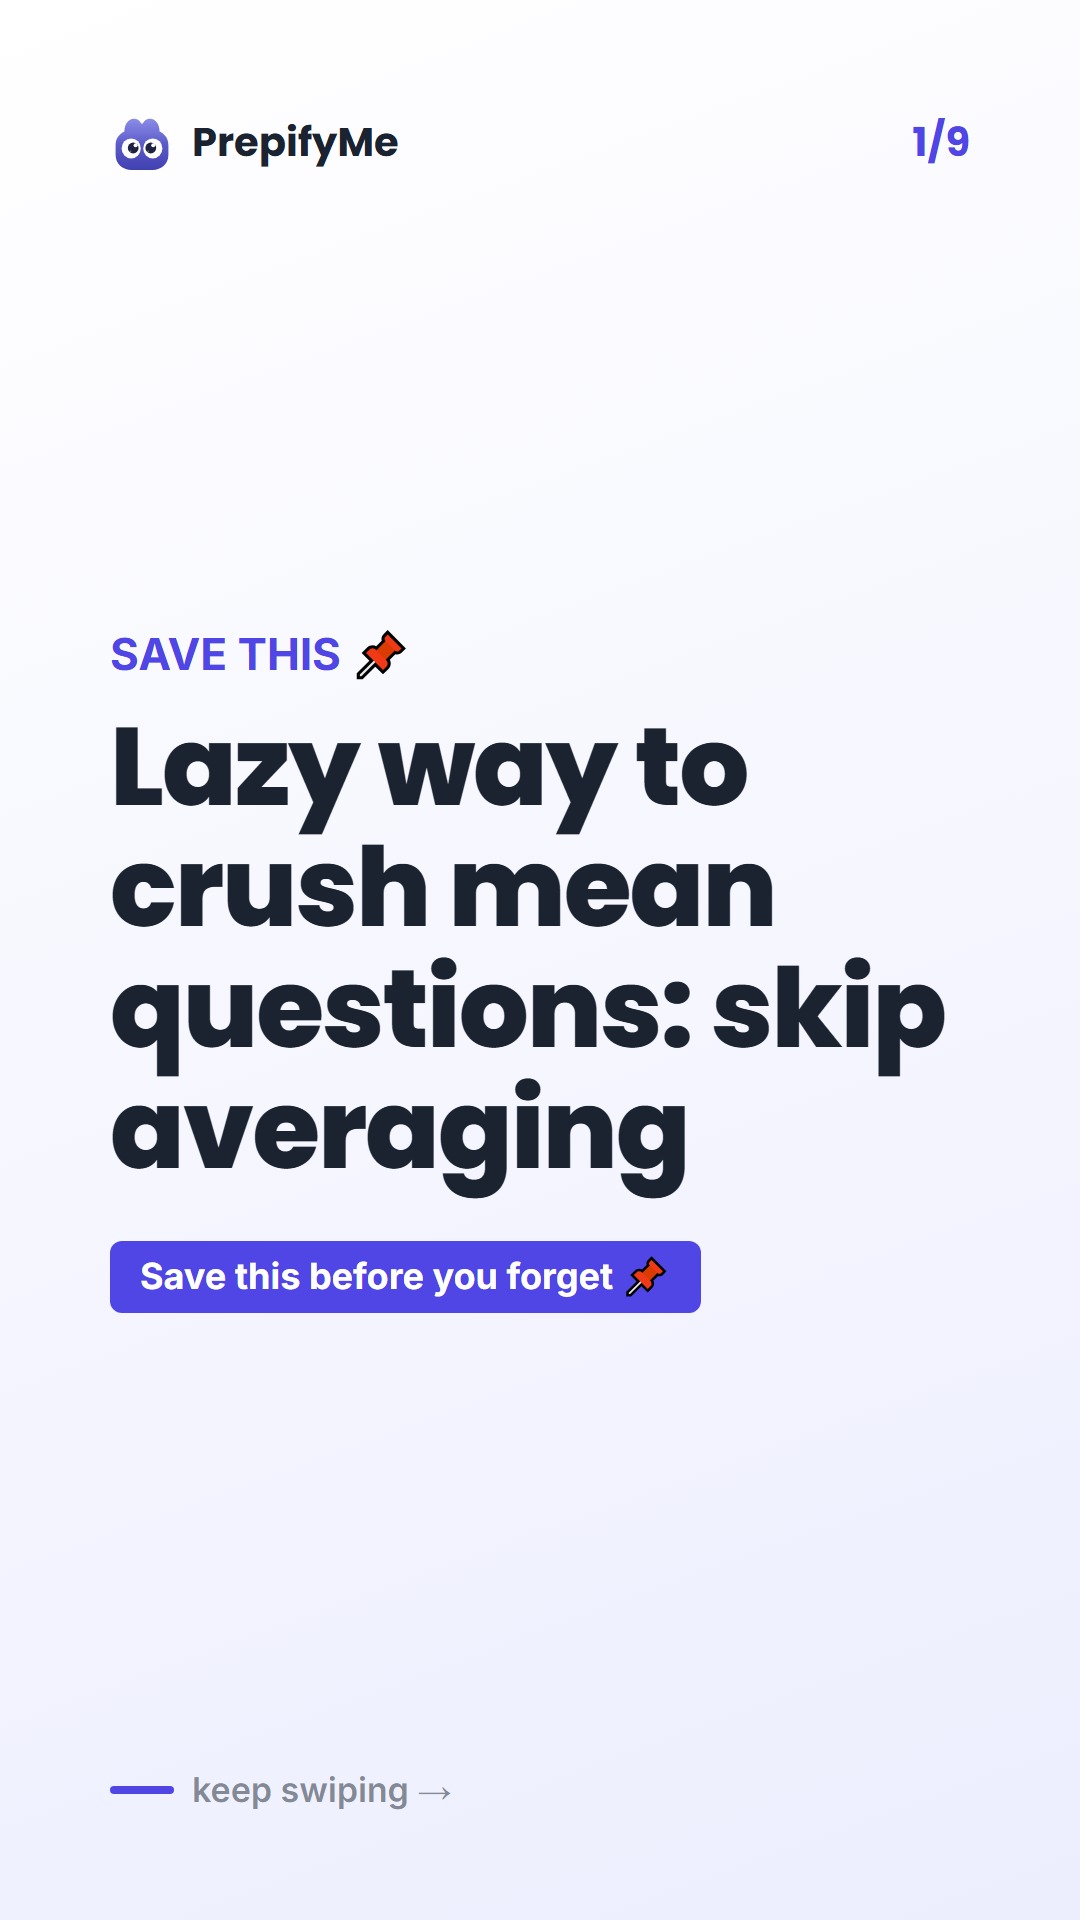 PrepifyMe
1/9
SAVE THIS 📌
Lazy way to
crush mean
questions: skip
averaging
Save this before you forget 📌
keep swiping →